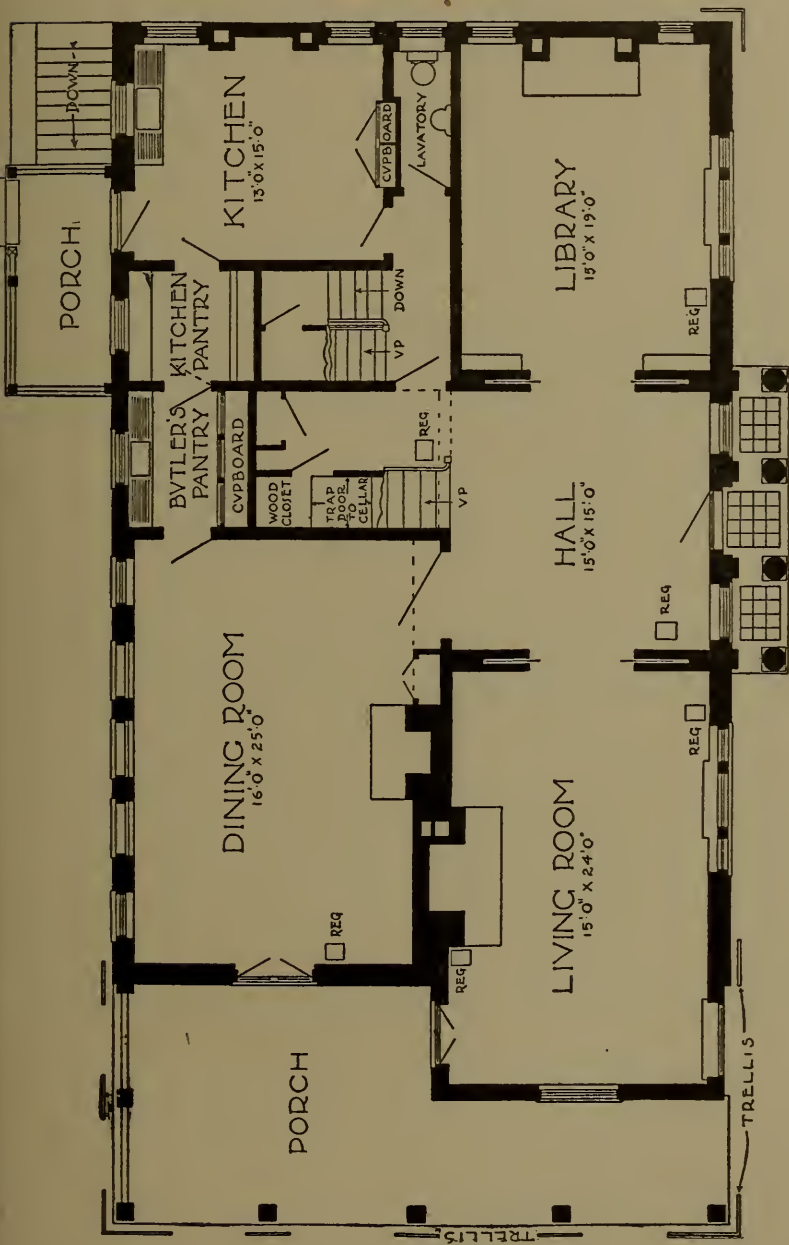 DOWN
PORCH
KITCHEN
13'0" X 15'0"
CVPBOARD
LAVATORY
LIBRARY
15'0" X 19'0"
REG
KITCHEN
PANTRY
DOWN
VP
BVTLER'S
PANTRY
CVPBOARD
WOOD
CLOSET
TRAP
DOOR
TO
CELLAR
REG
VP
HALL
15'0" X 15'0"
REG
DINING ROOM
16'0" X 25'0"
REG
LIVING ROOM
15'0" X 24'0"
REG
REG
PORCH
TRELLIS
TRELLIS